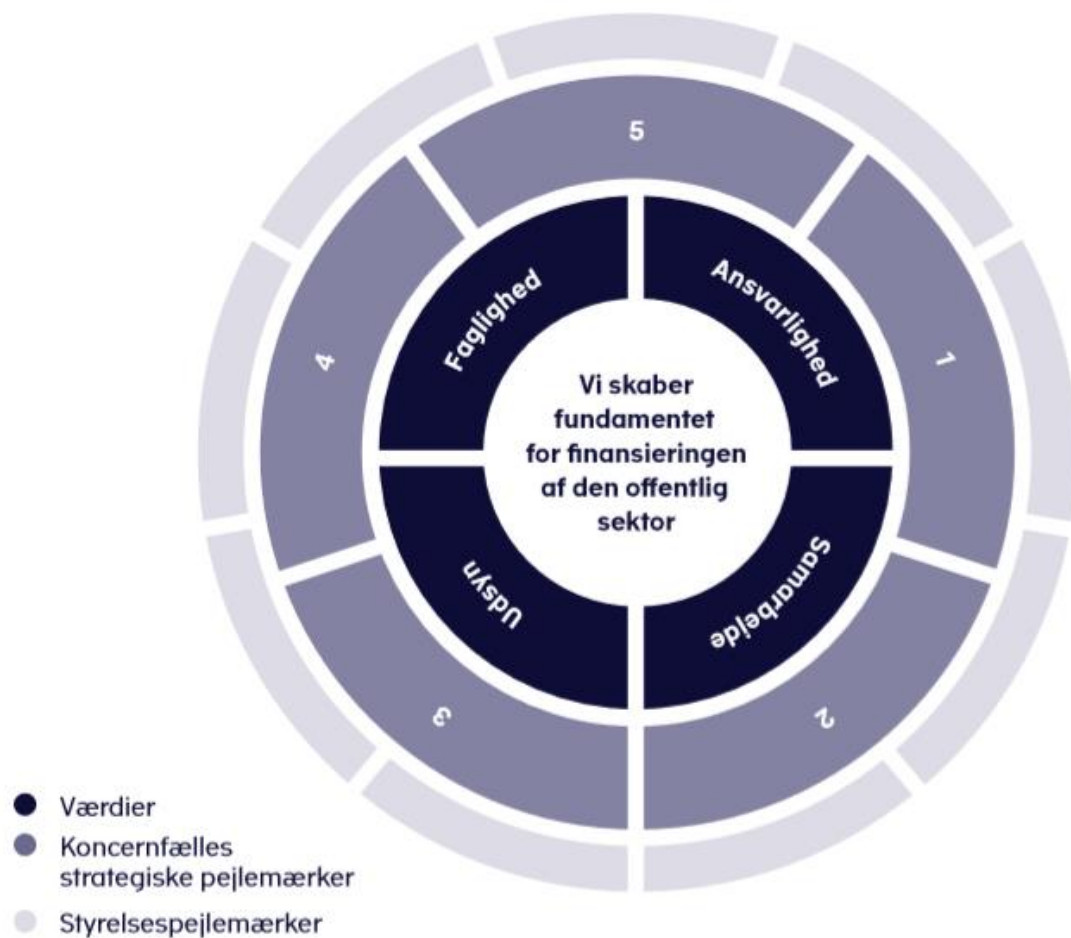 5
1
2
3
4
Faglighed
Ansvarlighed
Samarbejde
Udsyn
Vi skaber
fundamentet
for finansieringen
af den offentlig
sektor
Værdier
Koncernfælles
strategiske pejlemærker
Styrelsespejlemærker